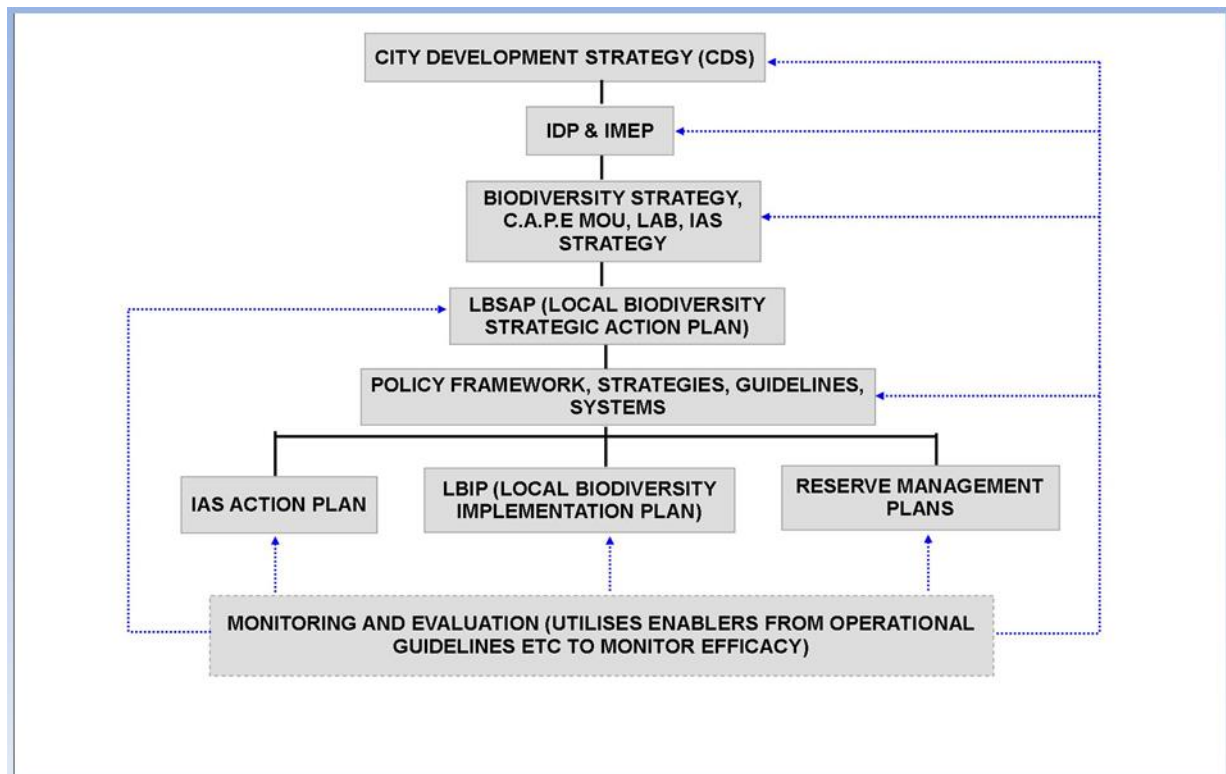 CITY DEVELOPMENT STRATEGY (CDS)
IDP & IMEP
BIODIVERSITY STRATEGY,
C.A.P.E MOU, LAB, IAS
STRATEGY
LBSAP (LOCAL BIODIVERSITY
STRATEGIC ACTION PLAN)
POLICY FRAMEWORK, STRATEGIES, GUIDELINES,
SYSTEMS
IAS ACTION PLAN
LBIP (LOCAL BIODIVERSITY
IMPLEMENTATION PLAN)
RESERVE MANAGEMENT
PLANS
MONITORING AND EVALUATION (UTILISES ENABLERS FROM OPERATIONAL
GUIDELINES ETC TO MONITOR EFFICACY)